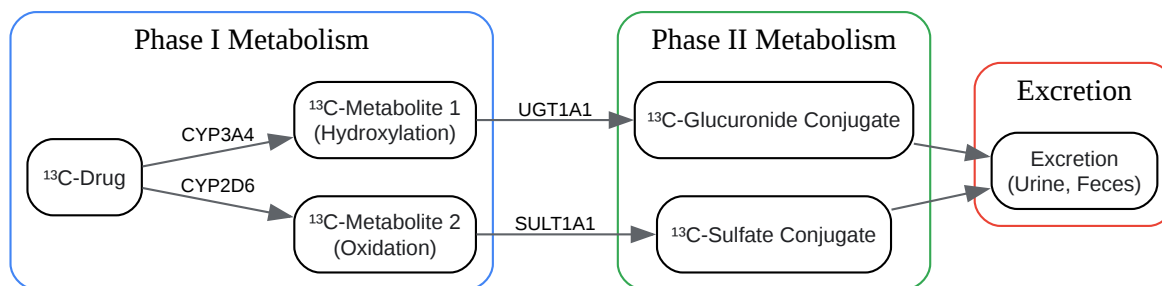 Phase I Metabolism
Phase II Metabolism
Excretion
¹³C-Drug
CYP3A4
CYP2D6
¹³C-Metabolite 1
(Hydroxylation)
¹³C-Metabolite 2
(Oxidation)
UGT1A1
SULT1A1
¹³C-Glucuronide Conjugate
¹³C-Sulfate Conjugate
Excretion
(Urine, Feces)